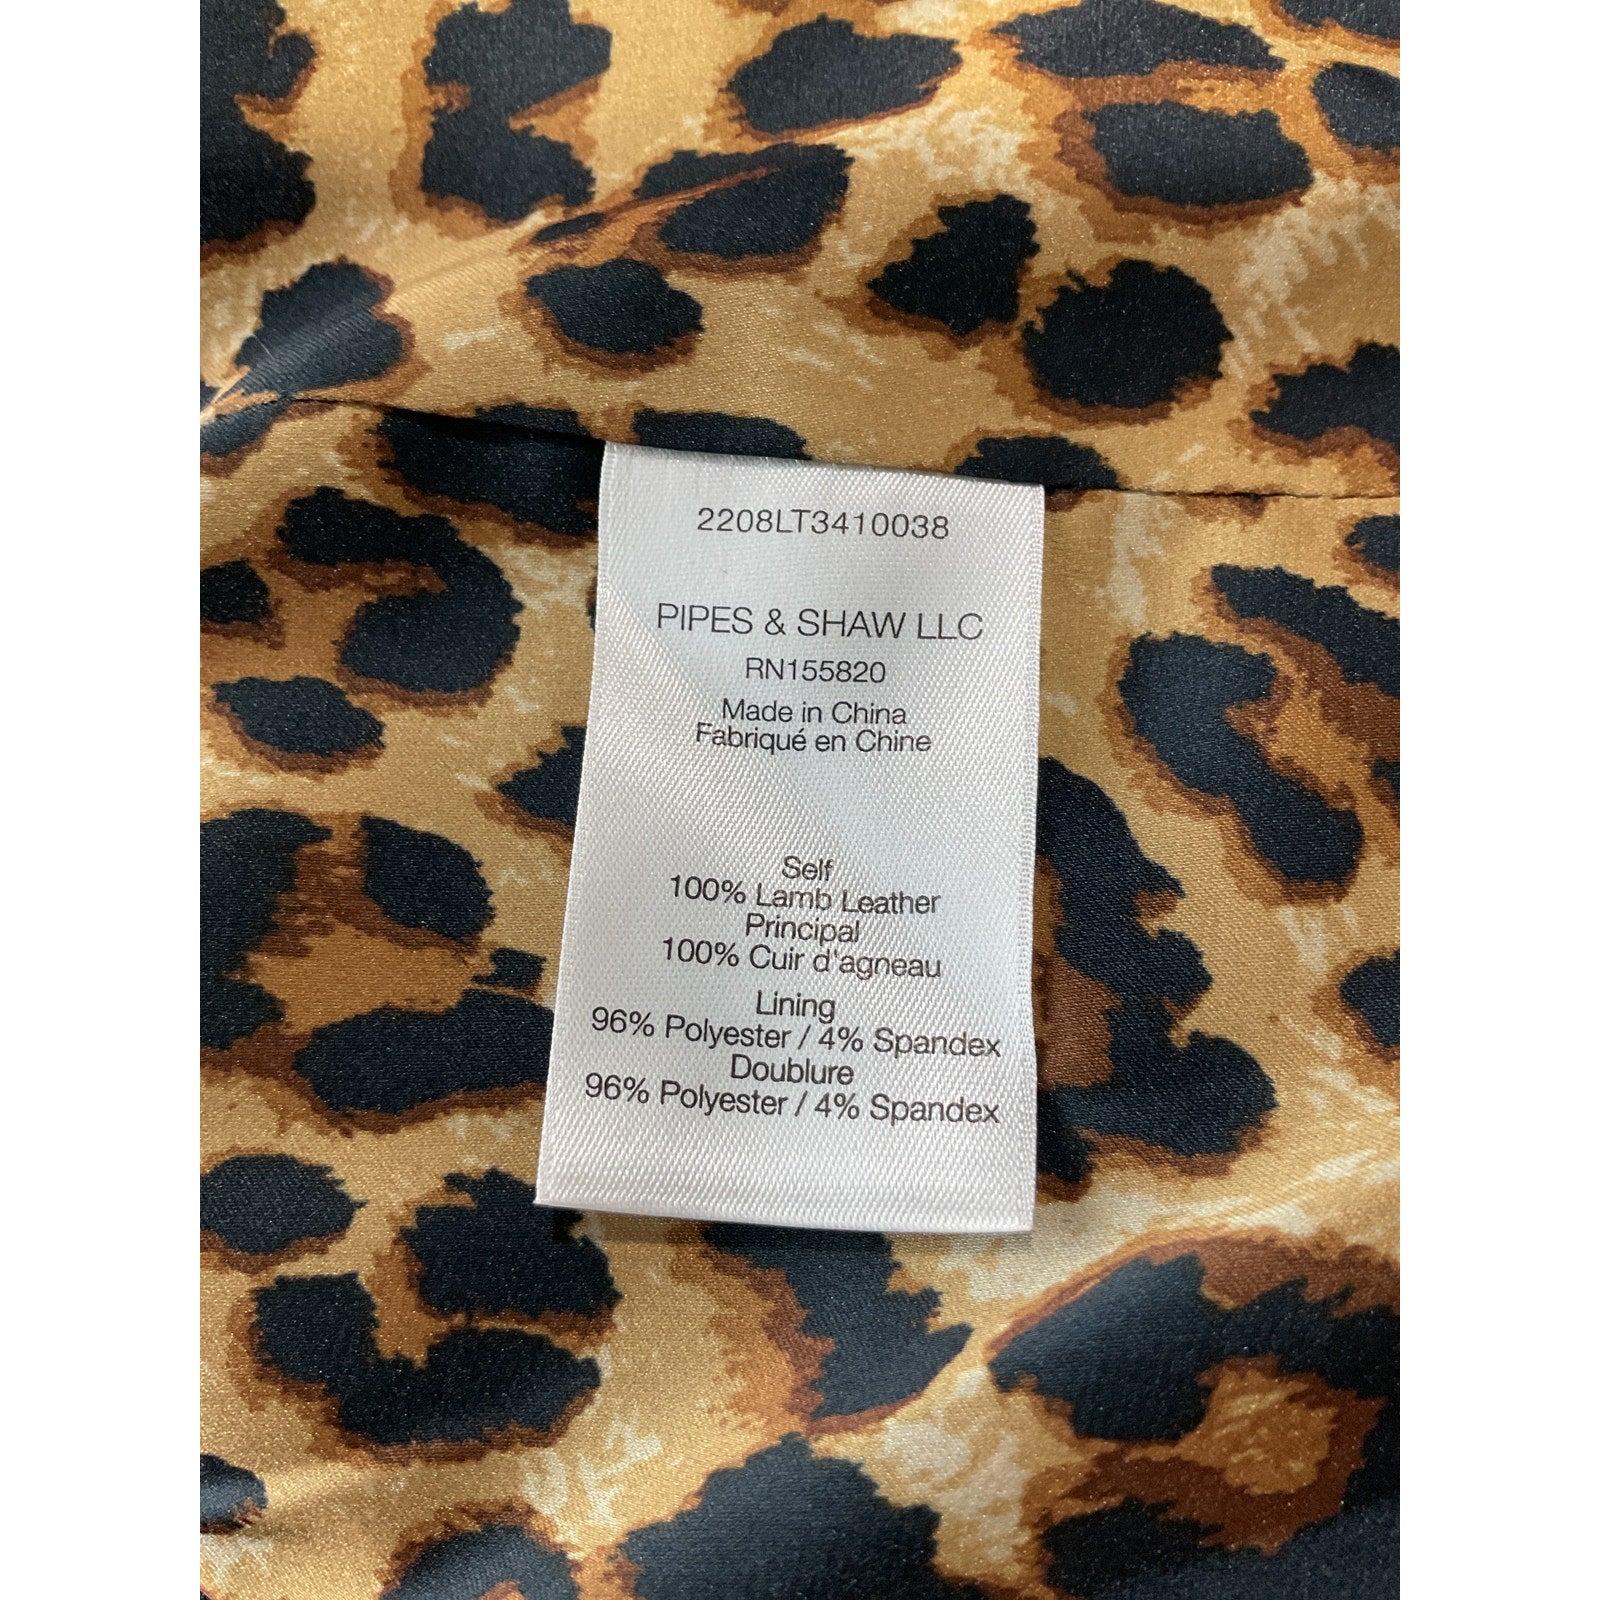 2208LT3410038
PIPES & SHAW LLC
RN155820
Made in China
Fabriqué en Chine
Self
100% Lamb Leather
Principal
100% Cuir d'agneau
Lining
96% Polyester / 4% Spandex
Doublure
96% Polyester / 4% Spandex